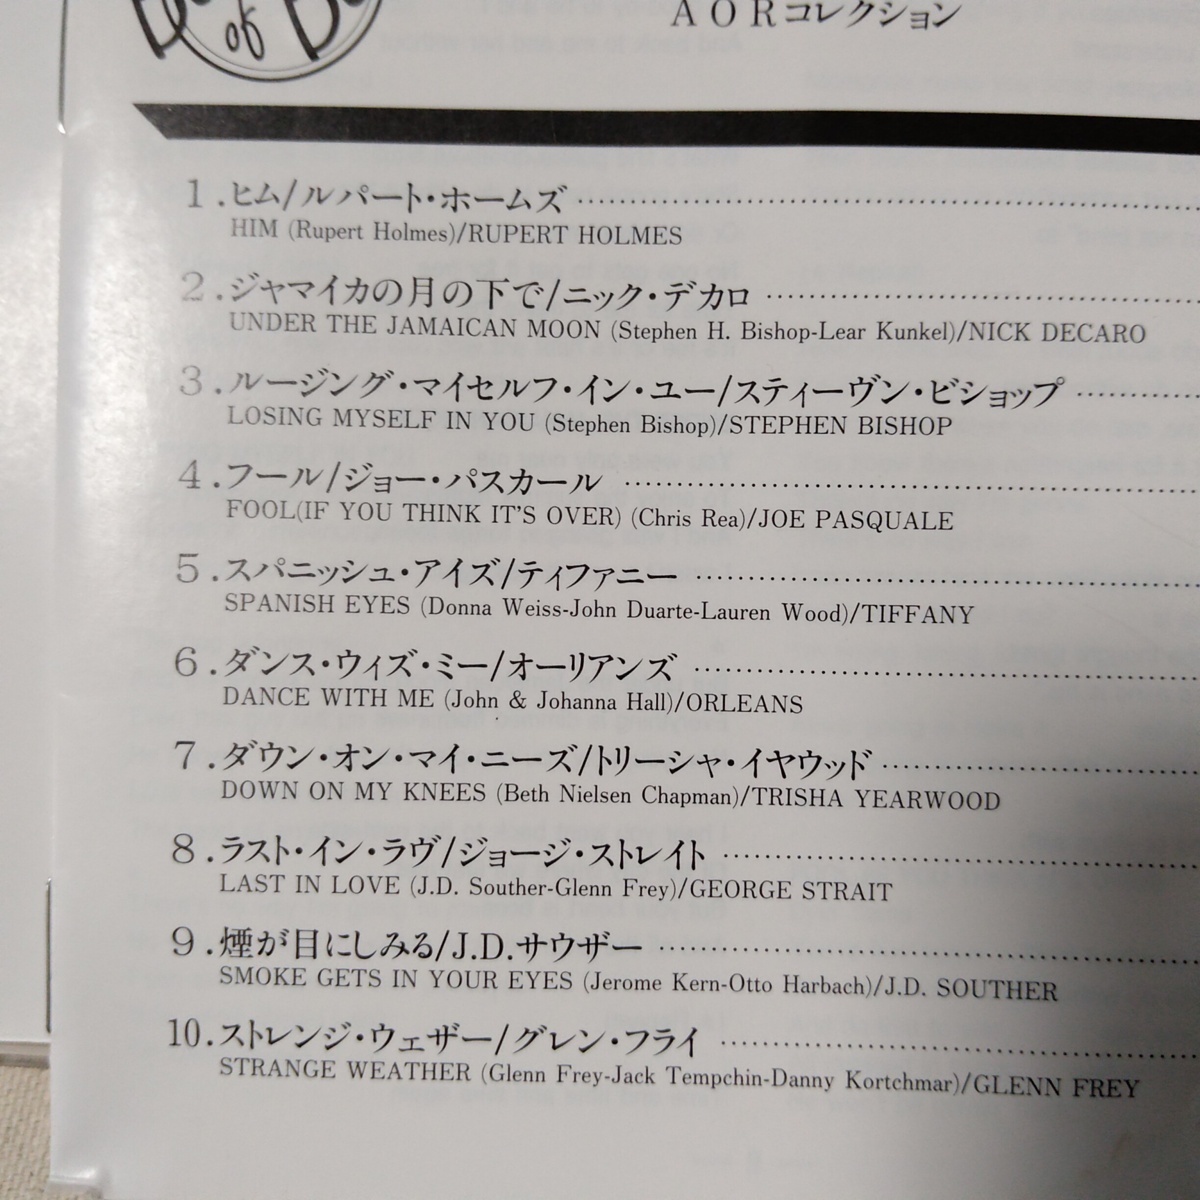 of
AORコレクション
1.ヒム/ルパート・ホームズ
HIM (Rupert Holmes)/RUPERT HOLMES
2.ジャマイカの月の下で/ニック・デカロ
UNDER THE JAMAICAN MOON (Stephen H. Bishop-Lear Kunkel)/NICK DECARO
3.ルージング・マイセルフ・イン・ユー/スティーヴン・ビショップ
LOSING MYSELF IN YOU (Stephen Bishop)/STEPHEN BISHOP
4.フール/ジョー・パスカール
FOOL(IF YOU THINK IT'S OVER) (Chris Rea)/JOE PASQUALE
5.スパニッシュ・アイズ/ティファニー
SPANISH EYES (Donna Weiss-John Duarte-Lauren Wood)/TIFFANY
6.ダンス・ウィズ・ミー/オーリアンズ
DANCE WITH ME (John & Johanna Hall)/ORLEANS
7.ダウン・オン・マイ・ニーズ/トリーシャ・イヤウッド
DOWN ON MY KNEES (Beth Nielsen Chapman)/TRISHA YEARWOOD
8.ラスト・イン・ラヴ/ジョージ・ストレイト
LAST IN LOVE (J.D. Souther-Glenn Frey)/GEORGE STRAIT
9.煙が目にしみる/J.D.サウザー
SMOKE GETS IN YOUR EYES (Jerome Kern-Otto Harbach)/J.D. SOUTHER
10.ストレンジ・ウェザー/グレン・フライ
STRANGE WEATHER (Glenn Frey-Jack Tempchin-Danny Kortchmar)/GLENN FREY